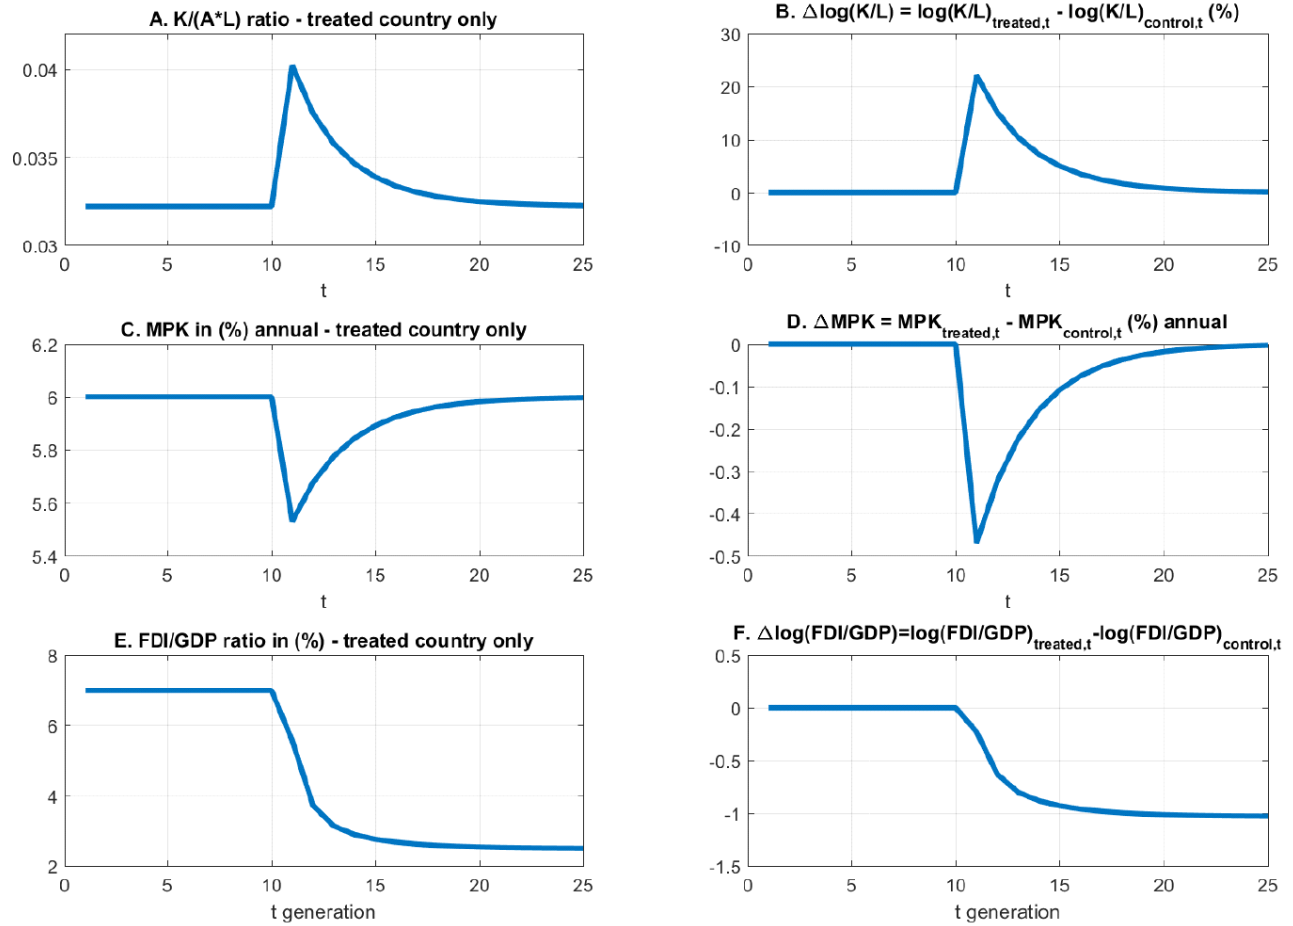 A. K/(A*L) ratio - treated country only
0.04
0.035
0.03
0 5 10 15 20 25
t
B. △log(K/L) = log(K/L)treated,t - log(K/L)control,t (%)
30
20
10
0
-10
0 5 10 15 20 25
C. MPK in (%) annual - treated country only
6.2
6
5.8
5.6
5.4
0 5 10 15 20 25
t
D. △MPK = MPKtreated,t - MPKcontrol,t (%) annual
0
-0.1
-0.2
-0.3
-0.4
-0.5
0 5 10 15 20 25
E. FDI/GDP ratio in (%) - treated country only
8
6
4
2
0 5 10 15 20 25
t generation
F. △log(FDI/GDP)=log(FDI/GDP)treated,t-log(FDI/GDP)control,t
0.5
0
-0.5
-1
-1.5
0 5 10 15 20 25
t generation